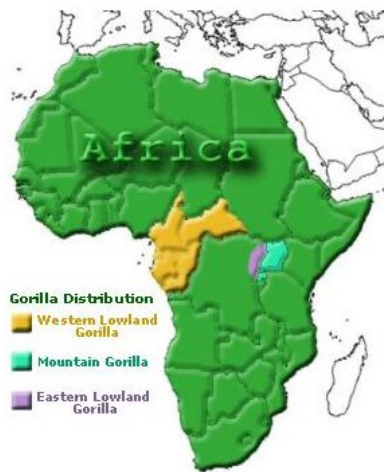 Africa
Gorilla Distribution
Western Lowland
Gorilla
Mountain Gorilla
Eastern Lowland
Gorilla